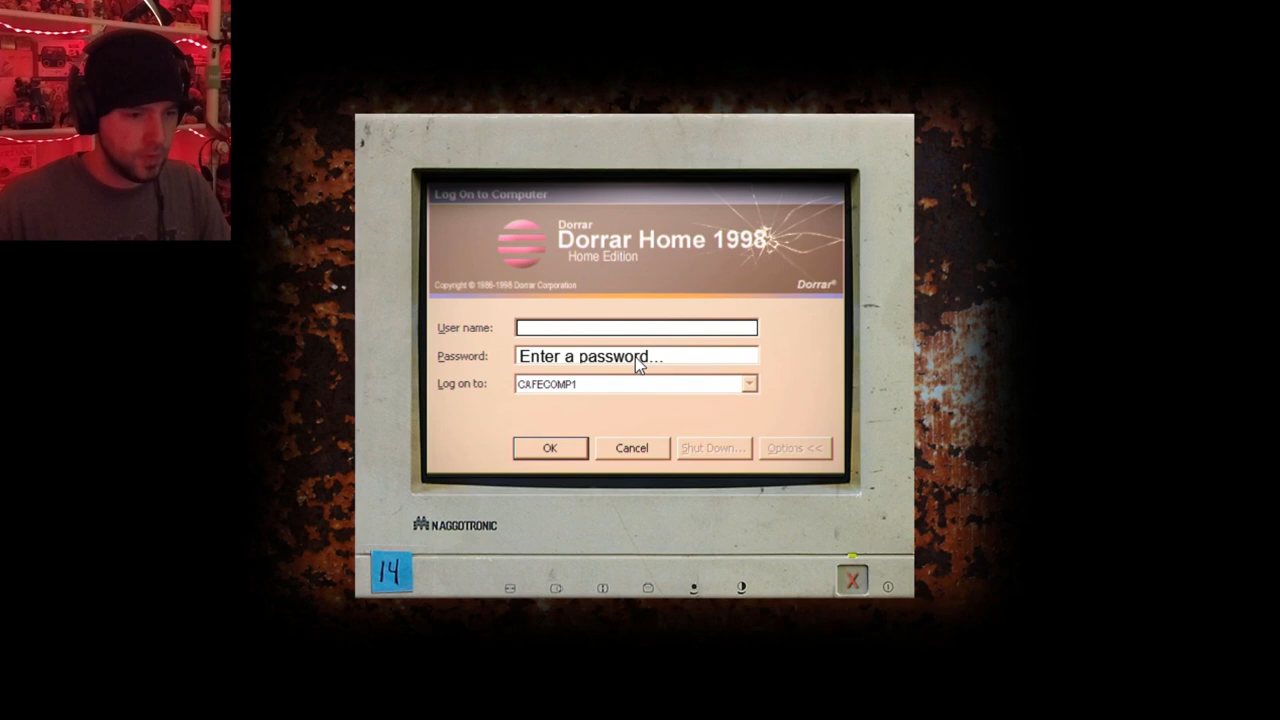 Log On to Computer
Dorrar
Dorrar Home 1998
Home Edition
Copyright © 1986-1998 Dorrar Corporation
Dorrar®
User name:
Password:
Enter a password...
Log on to:
CAFECOMP1
OK
Cancel
Shut Down...
Options <<
NAGGOTRONIC
14
X